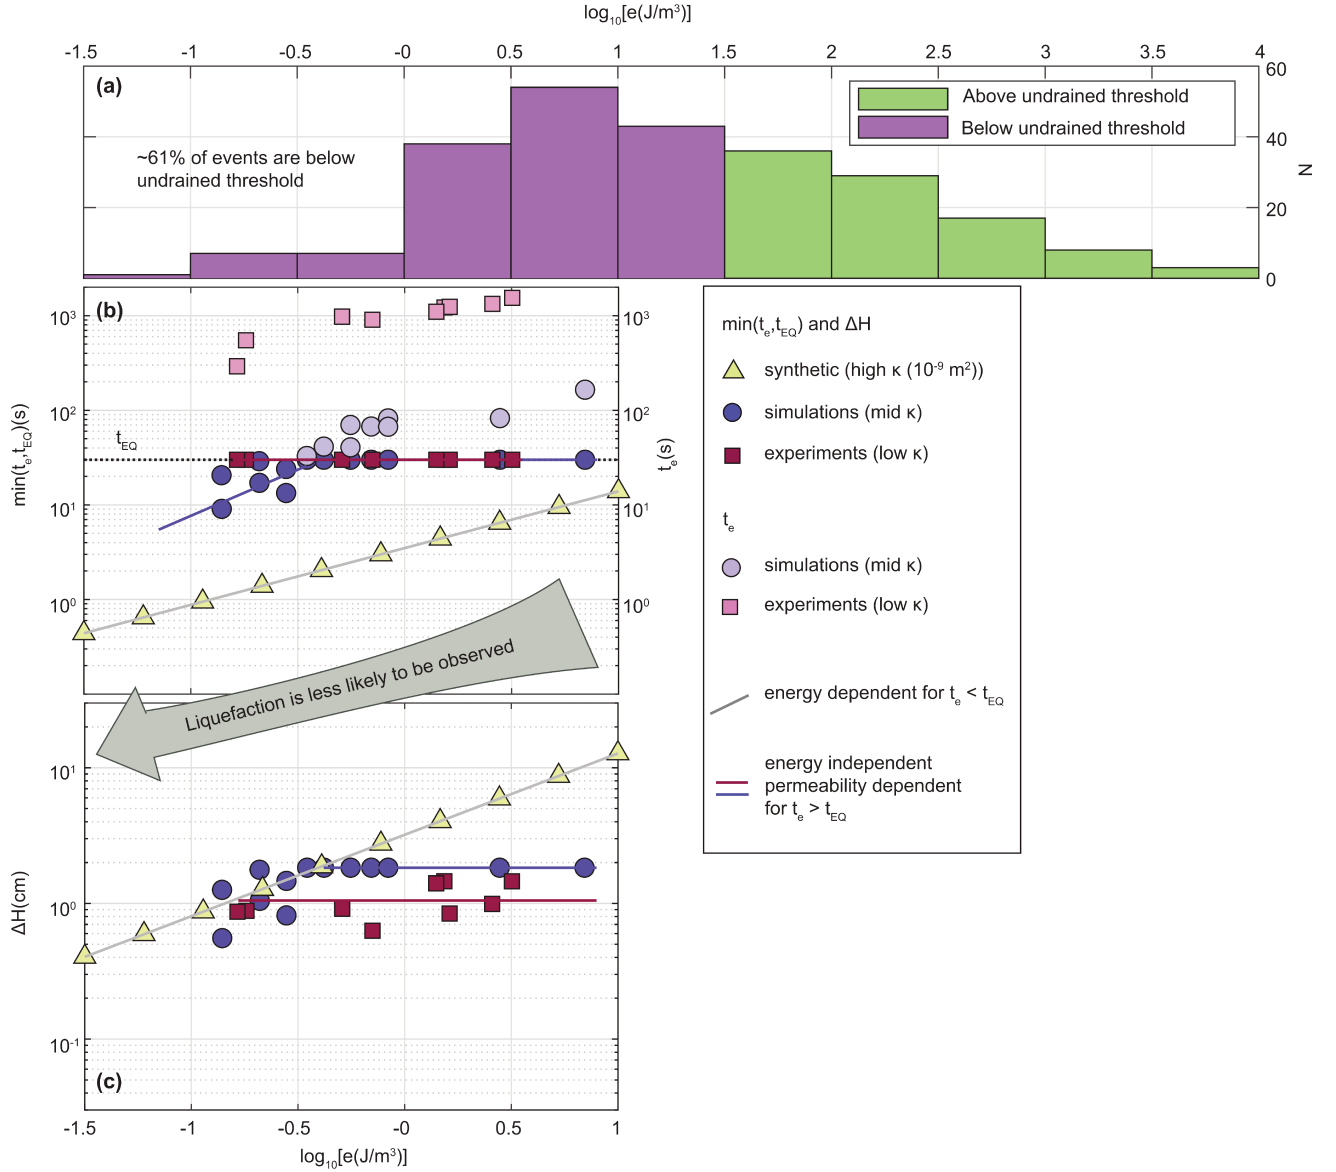 log₁₀[e(J/m³)]
-1.5 -1 -0.5 -0 0.5 1 1.5 2 2.5 3 3.5 4
(a)
60
40
20
0
N
Above undrained threshold
Below undrained threshold
~61% of events are below
undrained threshold
(b)
10³
10²
10¹
10⁰
min(tₑ,t_EQ)(s)
t_EQ
10³
10²
10¹
10⁰
tₑ(s)
Liquefaction is less likely to be observed
10¹
10⁰
10⁻¹
ΔH(cm)
(c)
-1.5 -1 -0.5 -0 0.5 1
log₁₀[e(J/m³)]
min(tₑ,t_EQ) and ΔH
synthetic (high κ (10⁻⁹ m²))
simulations (mid κ)
experiments (low κ)
tₑ
simulations (mid κ)
experiments (low κ)
energy dependent for tₑ < t_EQ
energy independent
permeability dependent
for tₑ > t_EQ